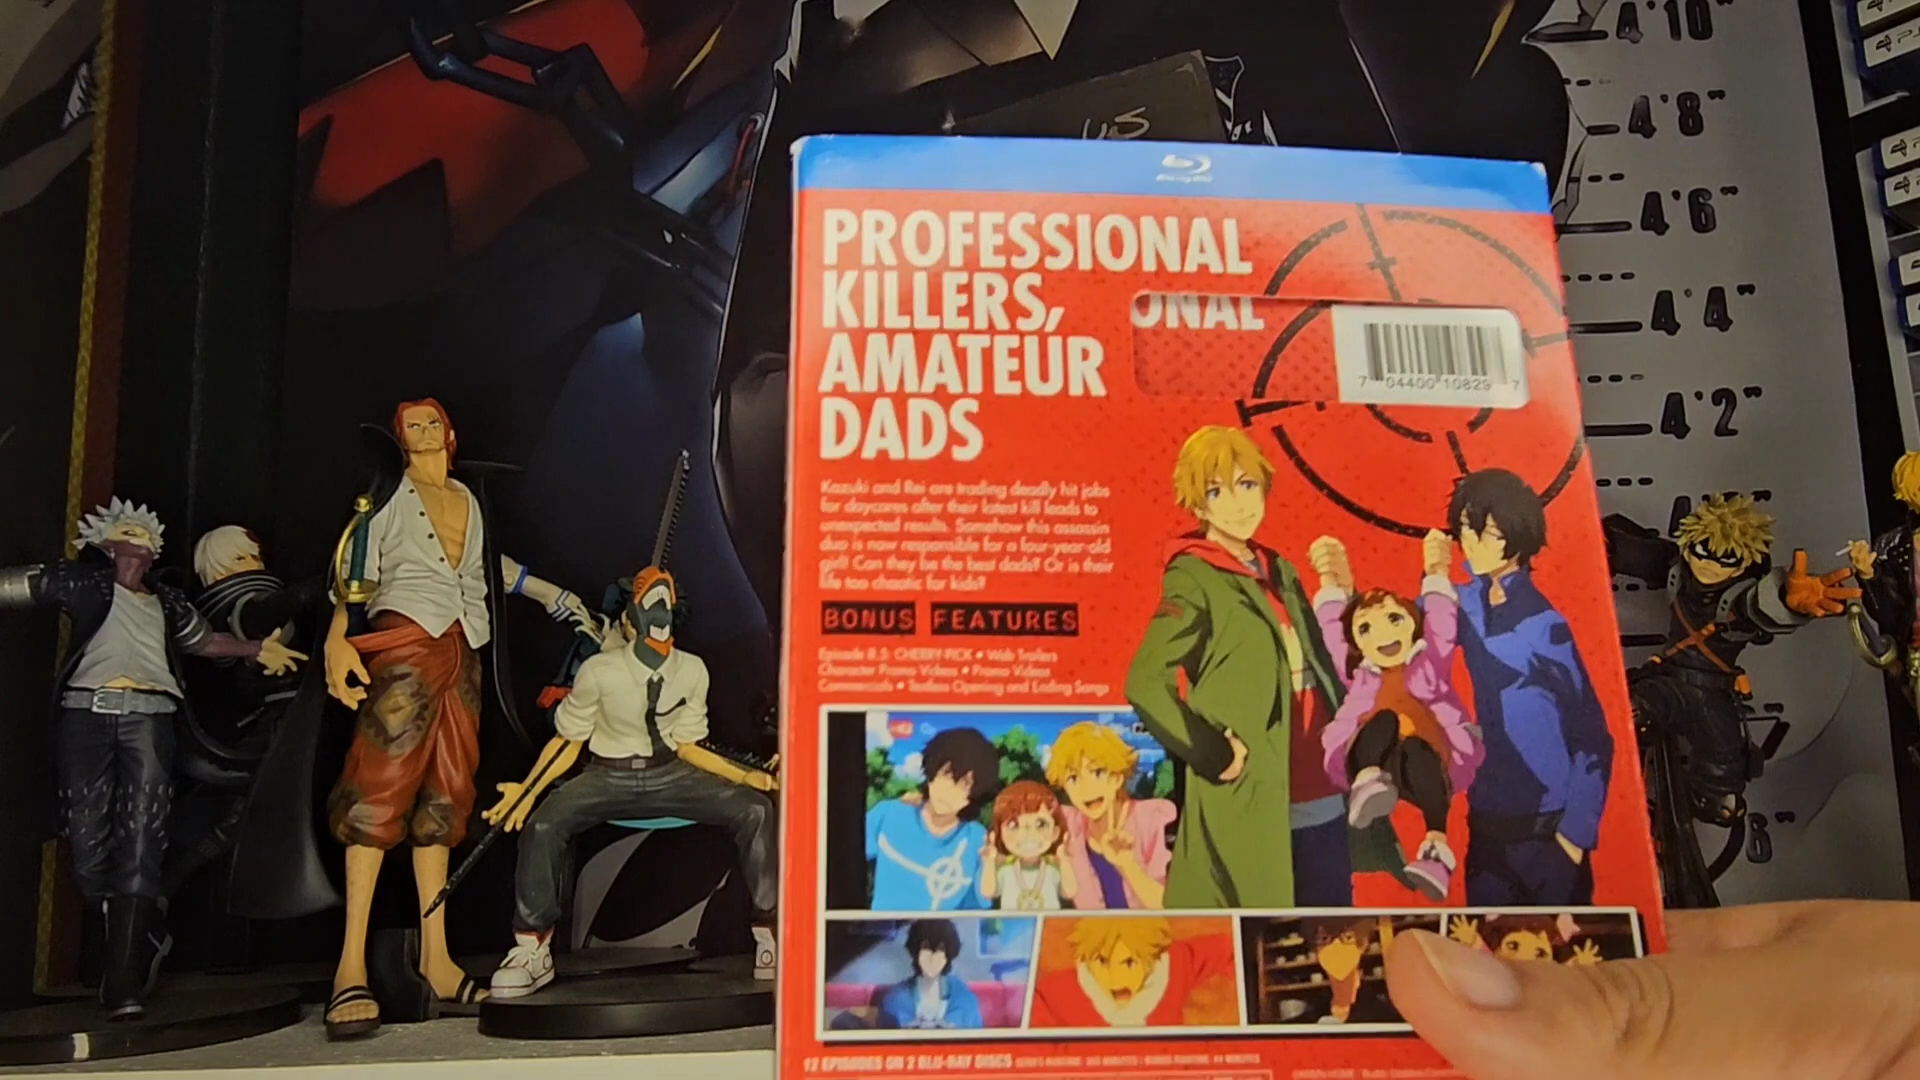 Blu-ray Disc
PROFESSIONAL
KILLERS,
AMATEUR
DADS
ONAL
7 04400 10829 7
Kazuki and Rei are trading deadly hit jobs
for daycares after their latest kill leads to
unexpected results. Somehow this assassin
duo is now responsible for a four-year-old
girl! Can they be the best dads? Or is their
life too chaotic for kids?
BONUS FEATURES
Episode 8.5: CHERRY-PICK • Web Trailers
Character Promo Videos • Promo Videos
Commercials • Textless Opening and Ending Songs
12 EPISODES ON 2 BLU-RAY DISCS
4'10"
4'8"
4'6"
4'4"
4'2"